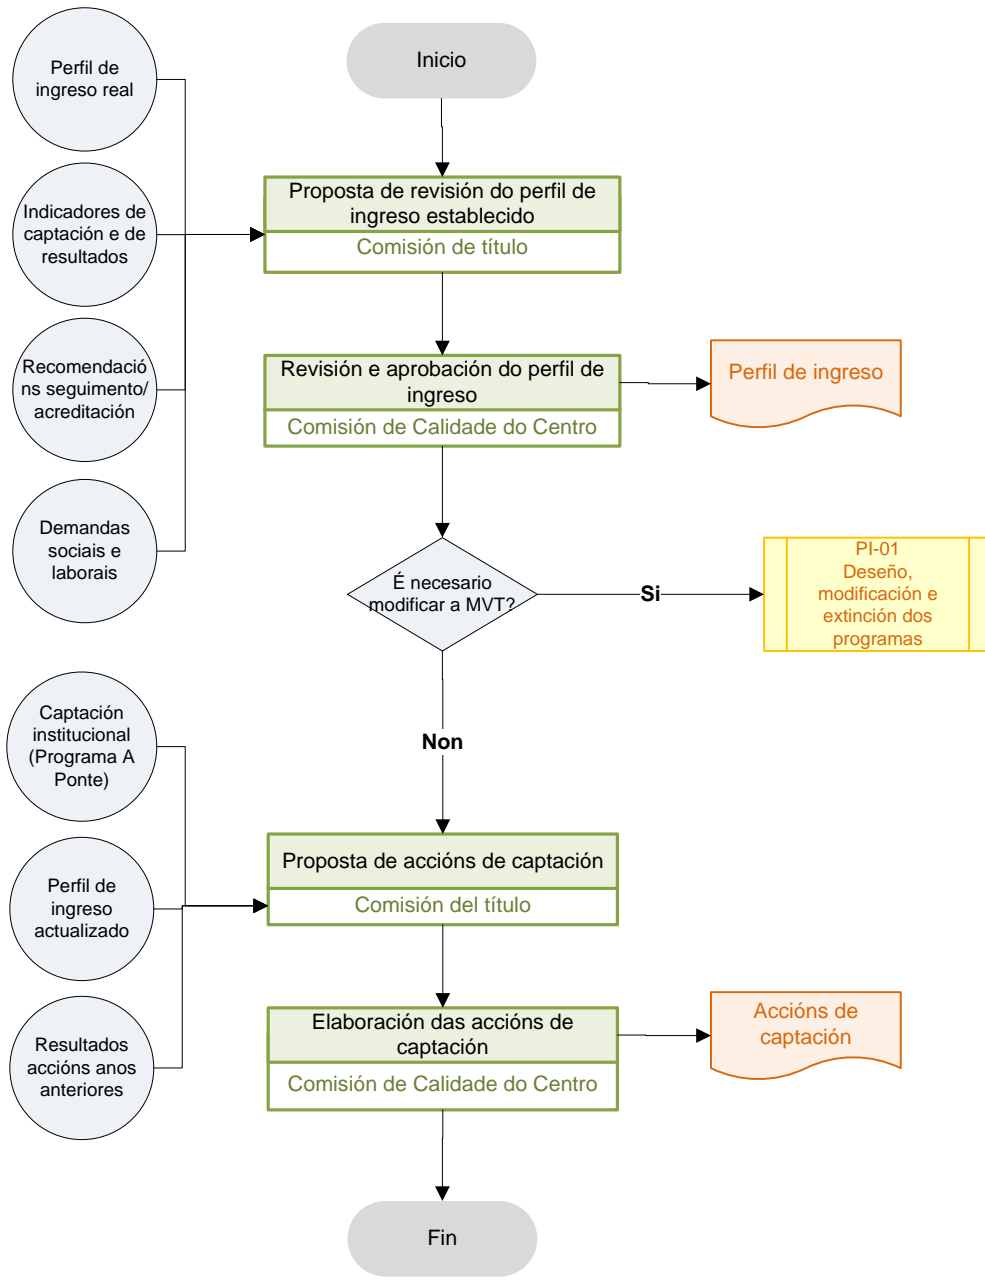 Inicio
Perfil de
ingreso real
Indicadores de
captación e de
resultados
Recomendació
ns seguimento/
acreditación
Demandas
sociais e
laborais
Proposta de revisión do perfil de
ingreso establecido
Comisión de título
Revisión e aprobación do perfil de
ingreso
Comisión de Calidade do Centro
Perfil de ingreso
É necesario
modificar a MVT?
Si
PI-01
Deseño,
modificación e
extinción dos
programas
Non
Captación
institucional
(Programa A
Ponte)
Perfil de
ingreso
actualizado
Resultados
accións anos
anteriores
Proposta de accións de captación
Comisión del título
Elaboración das accións de
captación
Comisión de Calidade do Centro
Accións de
captación
Fin